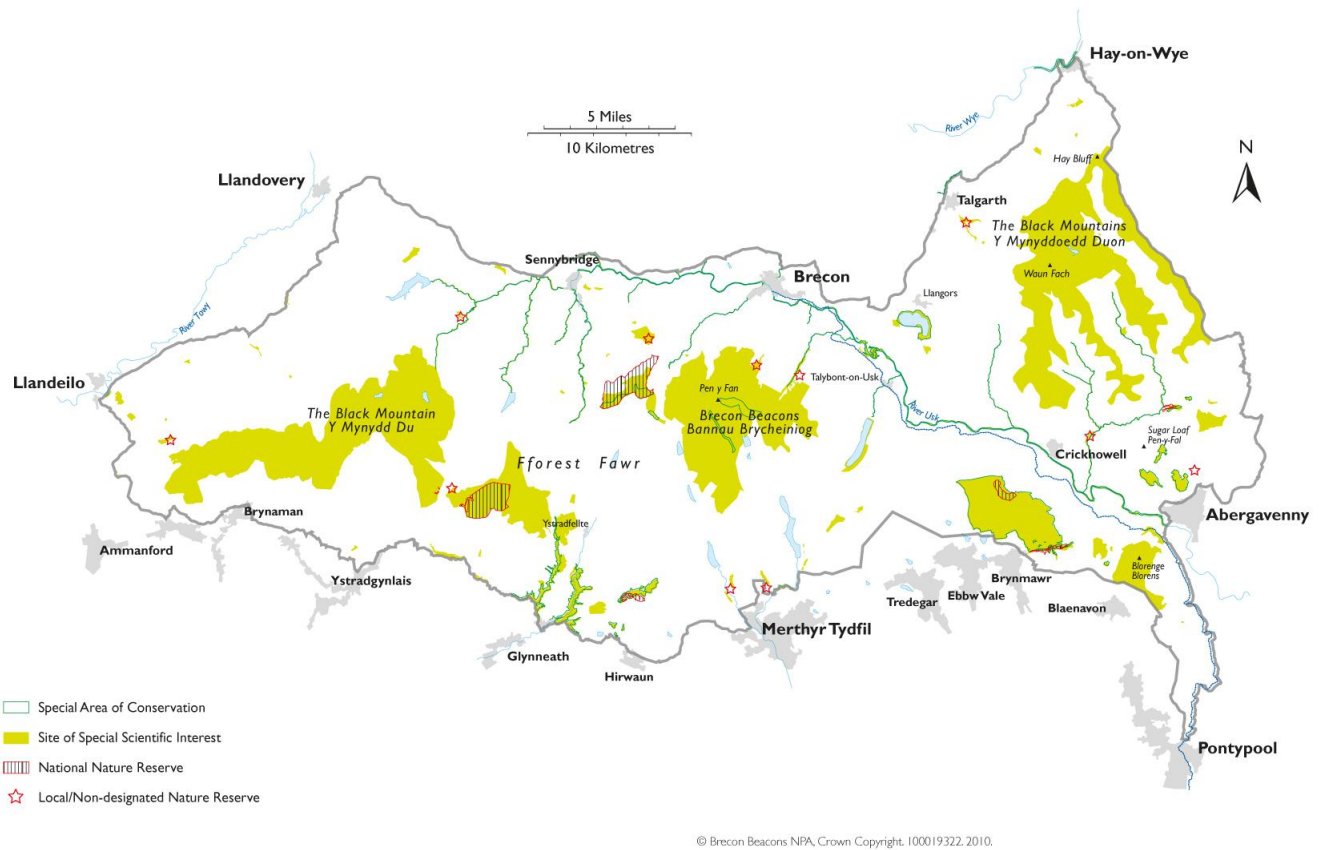 Hay-on-Wye
5 Miles
10 Kilometres
River Wye
N
Hay Bluff
Llandovery
Talgarth
The Black Mountains
Y Mynyddoedd Duon
Sennybridge
Brecon
Waun Fach
Llangors
River Towy
Llandeilo
Talybont-on-Usk
Pen y Fan
The Black Mountain
Y Mynydd Du
Brecon Beacons
Bannau Brycheiniog
River Usk
Sugar Loaf
Pen-y-Fal
Crickhowell
Fforest Fawr
Brynaman
Ystradfellte
Abergavenny
Ammanford
Blorenge
Blorens
Ystradgynlais
Brynmawr
Ebbw Vale
Tredegar
Blaenavon
Merthyr Tydfil
Glynneath
Hirwaun
Special Area of Conservation
Site of Special Scientific Interest
National Nature Reserve
Pontypool
Local/Non-designated Nature Reserve
© Brecon Beacons NPA, Crown Copyright. 100019322. 2010.